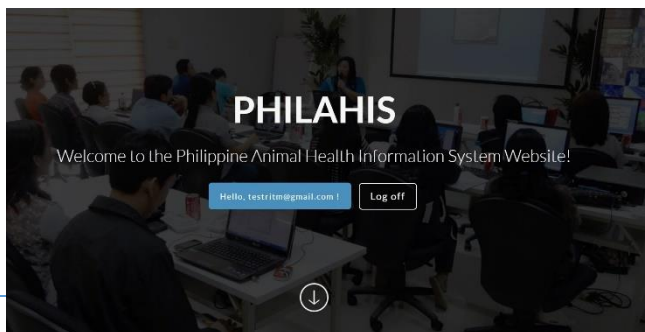 PHILAHIS
Welcome to the Philippine Animal Health Information System Website!
Hello, testritm@gmail.com !
Log off